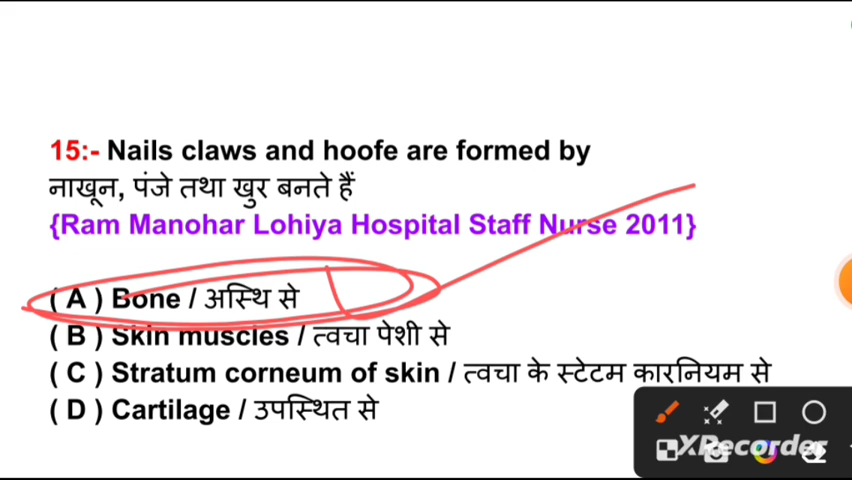 15:- Nails claws and hoofe are formed by
नाखून, पंजे तथा खुर बनते हैं
{Ram Manohar Lohiya Hospital Staff Nurse 2011}
( A ) Bone / अस्थि से
( B ) Skin muscles / त्वचा पेशी से
( C ) Stratum corneum of skin / त्वचा के स्टेटम कारनियम से
( D ) Cartilage / उपस्थित से
XRecorder